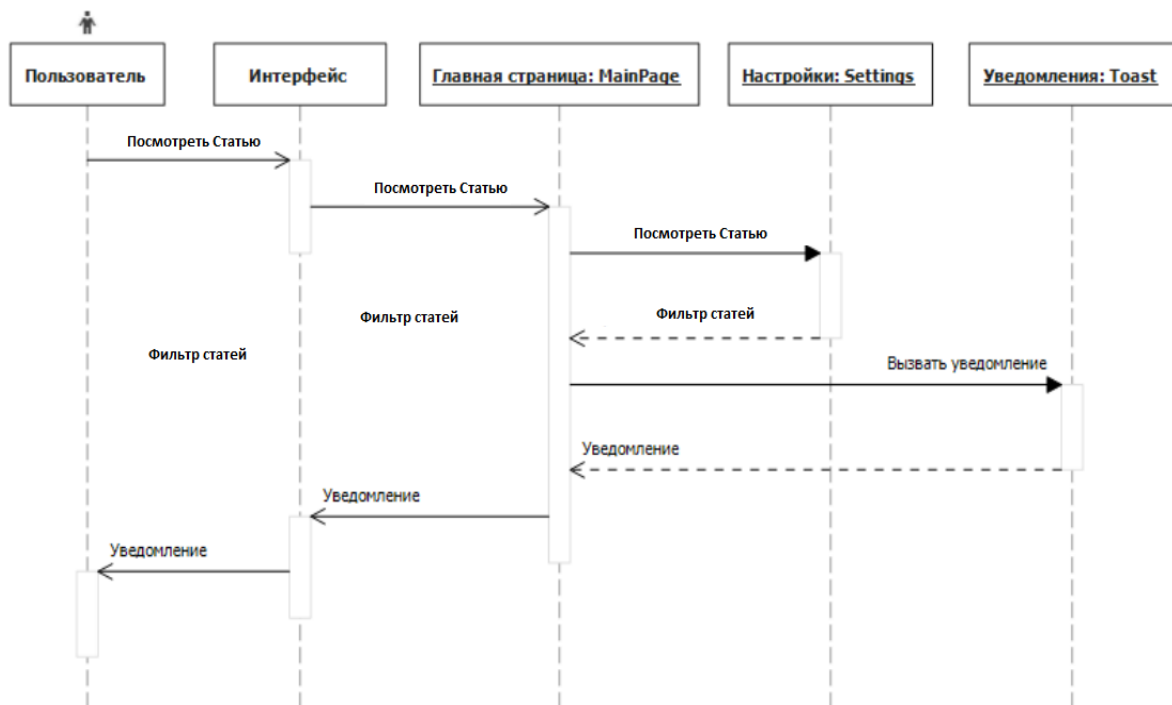 Пользователь
Интерфейс
Главная страница: MainPage
Настройки: Settings
Уведомления: Toast
Посмотреть Статью
Посмотреть Статью
Посмотреть Статью
Фильтр статей
Фильтр статей
Фильтр статей
Вызвать уведомление
Уведомление
Уведомление
Уведомление